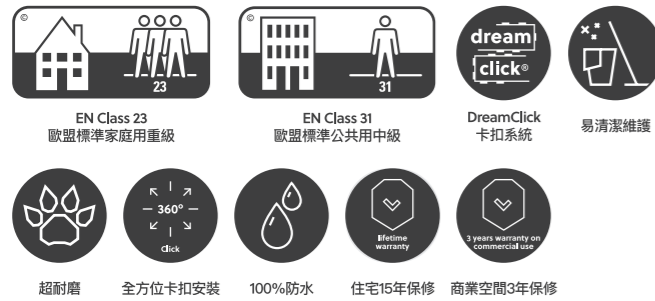 ©
23
©
31
dream
click®
EN Class 23
歐盟標準家庭用重級
EN Class 31
歐盟標準公共用中級
DreamClick
卡扣系統
易清潔維護
360º
Click
lifetime
warranty
3 years warranty on
commercial use
超耐磨
全方位卡扣安裝
100%防水
住宅15年保修
商業空間3年保修